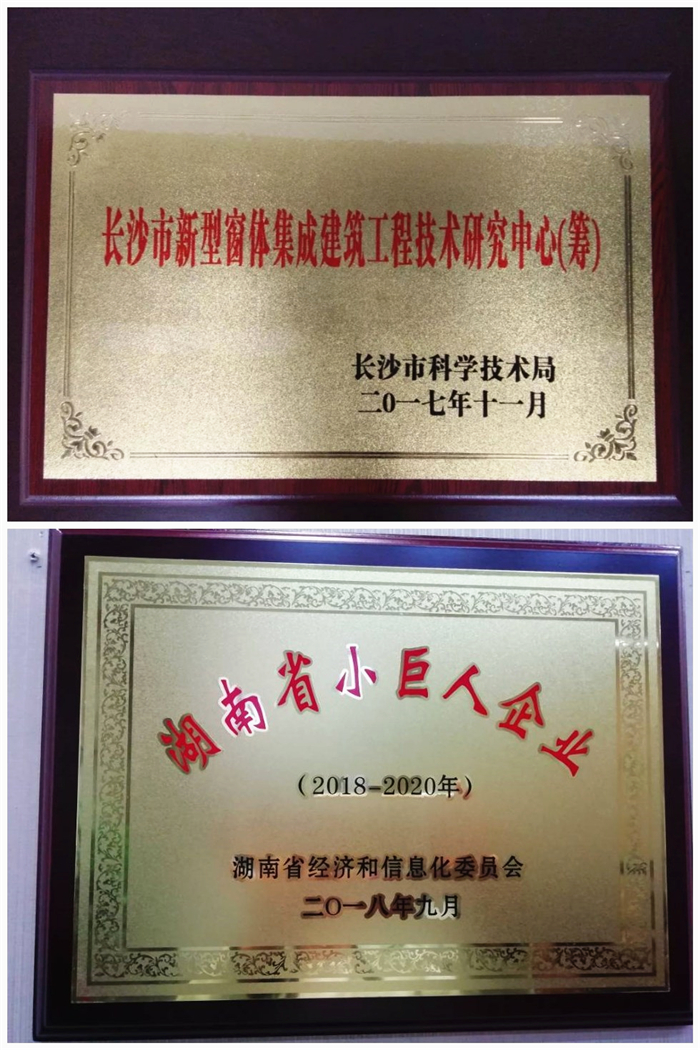 长沙市新型窗体集成建筑工程技术研究中心(筹)
长沙市科学技术局
二O一七年十一月
湖南省小巨人企业
（2018-2020年）
湖南省经济和信息化委员会
二O一八年九月